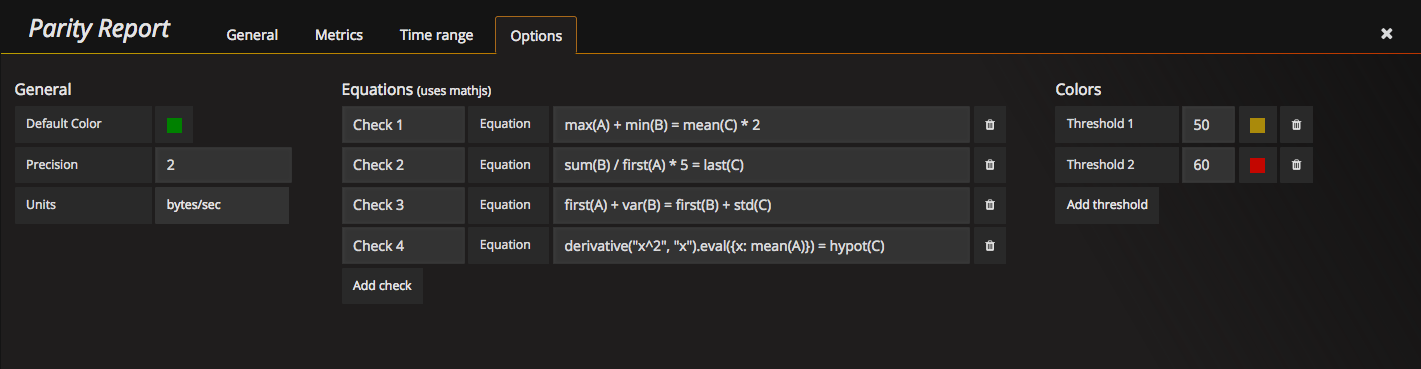 Parity Report
General Metrics Time range Options
General
Default Color
Precision 2
Units bytes/sec
Equations (uses mathjs)
Check 1 Equation max(A) + min(B) = mean(C) * 2
Check 2 Equation sum(B) / first(A) * 5 = last(C)
Check 3 Equation first(A) + var(B) = first(B) + std(C)
Check 4 Equation derivative("x^2", "x").eval({x: mean(A)}) = hypot(C)
Add check
Colors
Threshold 1 50
Threshold 2 60
Add threshold